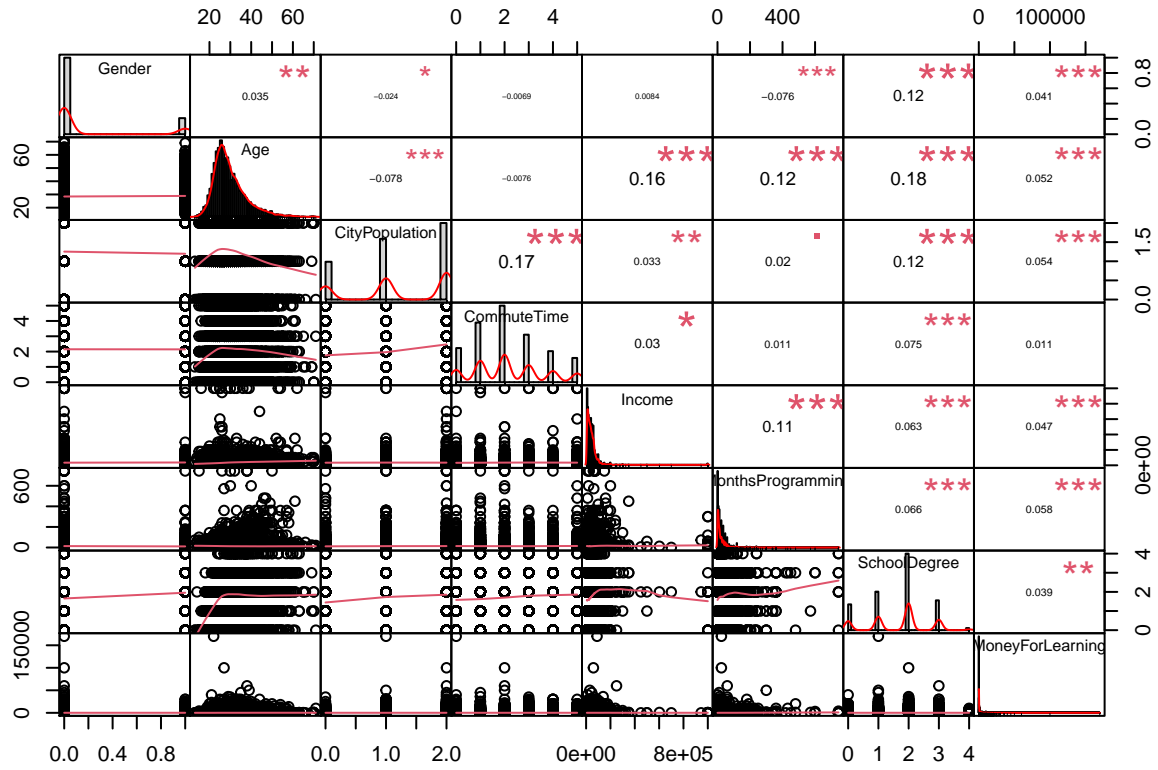 20 40 60 0 2 4 0 400 0 100000
Gender ** * *** *** ***
0.035 −0.024 −0.0069 0.0084 −0.076 0.12 0.041
0.0 0.8
Age *** *** *** *** ***
−0.078 −0.0076 0.16 0.12 0.18 0.052
20 60
CityPopulation *** ** *** ***
0.17 0.033 0.02 0.12 0.054
0.0 1.5
CommuteTime * ***
0.03 0.011 0.075 0.011
0 2 4
Income *** *** ***
0.11 0.063 0.047
0e+00
MonthsProgrammin *** ***
0.066 0.058
0 600
SchoolDegree **
0.039
0 2 4
MoneyForLearning
0 150000
0.0 0.4 0.8 0.0 1.0 2.0 0e+00 8e+05 0 1 2 3 4